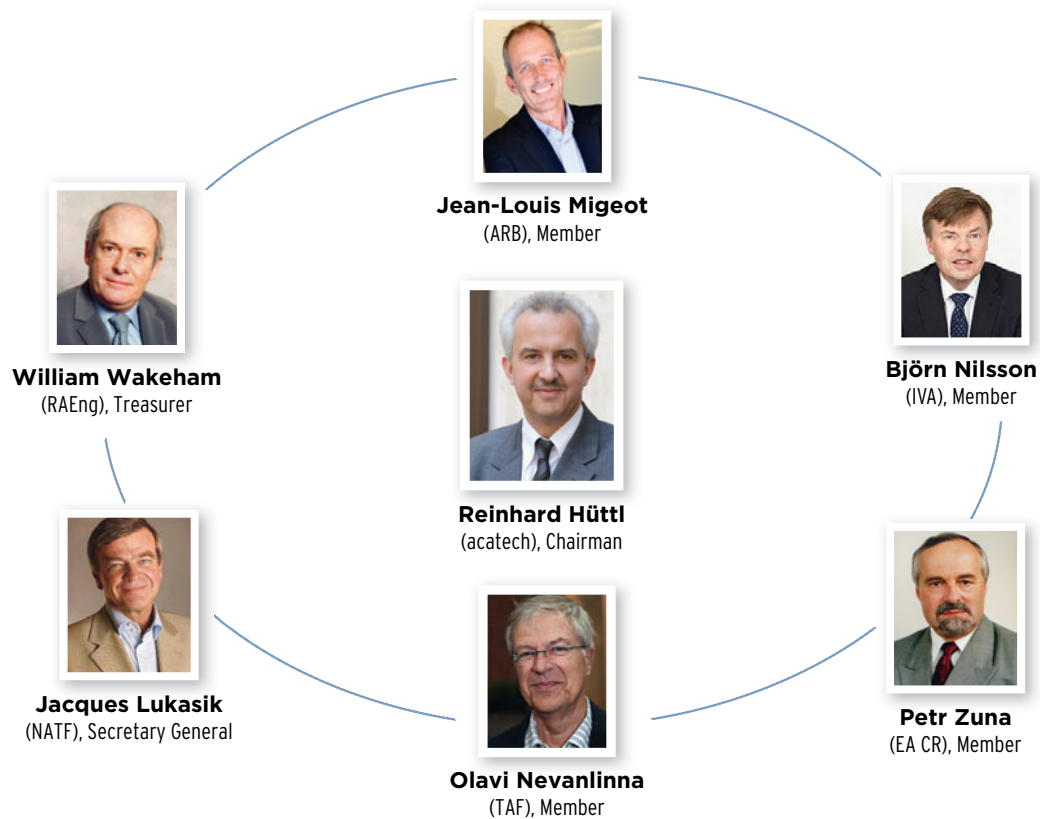 Jean-Louis Migeot
(ARB), Member
William Wakeham
(RAEng), Treasurer
Björn Nilsson
(IVA), Member
Reinhard Hüttl
(acatech), Chairman
Jacques Lukasik
(NATF), Secretary General
Petr Zuna
(EA CR), Member
Olavi Nevanlinna
(TAF), Member